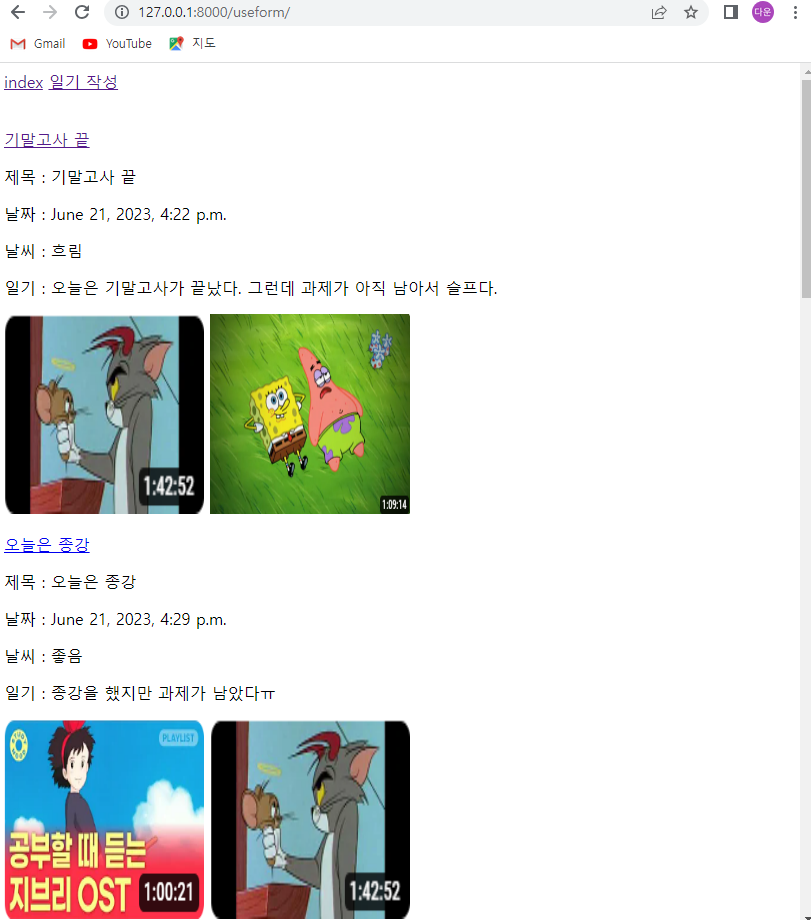 127.0.0.1:8000/useform/
다운
Gmail YouTube 지도
index 일기 작성
기말고사 끝
제목 : 기말고사 끝
날짜 : June 21, 2023, 4:22 p.m.
날씨 : 흐림
일기 : 오늘은 기말고사가 끝났다. 그런데 과제가 아직 남아서 슬프다.
1:42:52
1:09:14
오늘은 종강
제목 : 오늘은 종강
날짜 : June 21, 2023, 4:29 p.m.
날씨 : 좋음
일기 : 종강을 했지만 과제가 남았다ㅠ
PLAYLIST
공부할 때 듣는
지브리 OST
1:00:21
1:42:52